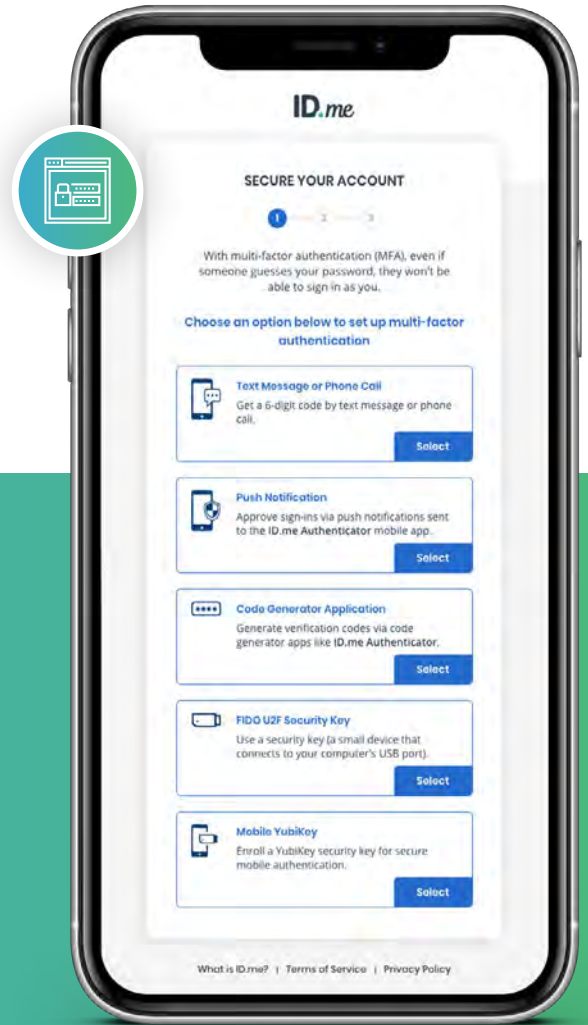 ID.me
SECURE YOUR ACCOUNT
1 2 3
With multi-factor authentication (MFA), even if
someone guesses your password, they won't be
able to sign in as you.
Choose an option below to set up multi-factor
authentication
Text Message or Phone Call
Get a 6-digit code by text message or phone
call.
Select
Push Notification
Approve sign-ins via push notifications sent
to the ID.me Authenticator mobile app.
Select
Code Generator Application
Generate verification codes via code
generator apps like ID.me Authenticator.
Select
FIDO U2F Security Key
Use a security key (a small device that
connects to your computer's USB port).
Select
Mobile YubiKey
Enroll a YubiKey security key for secure
mobile authentication.
Select
What is ID.me? | Terms of Service | Privacy Policy